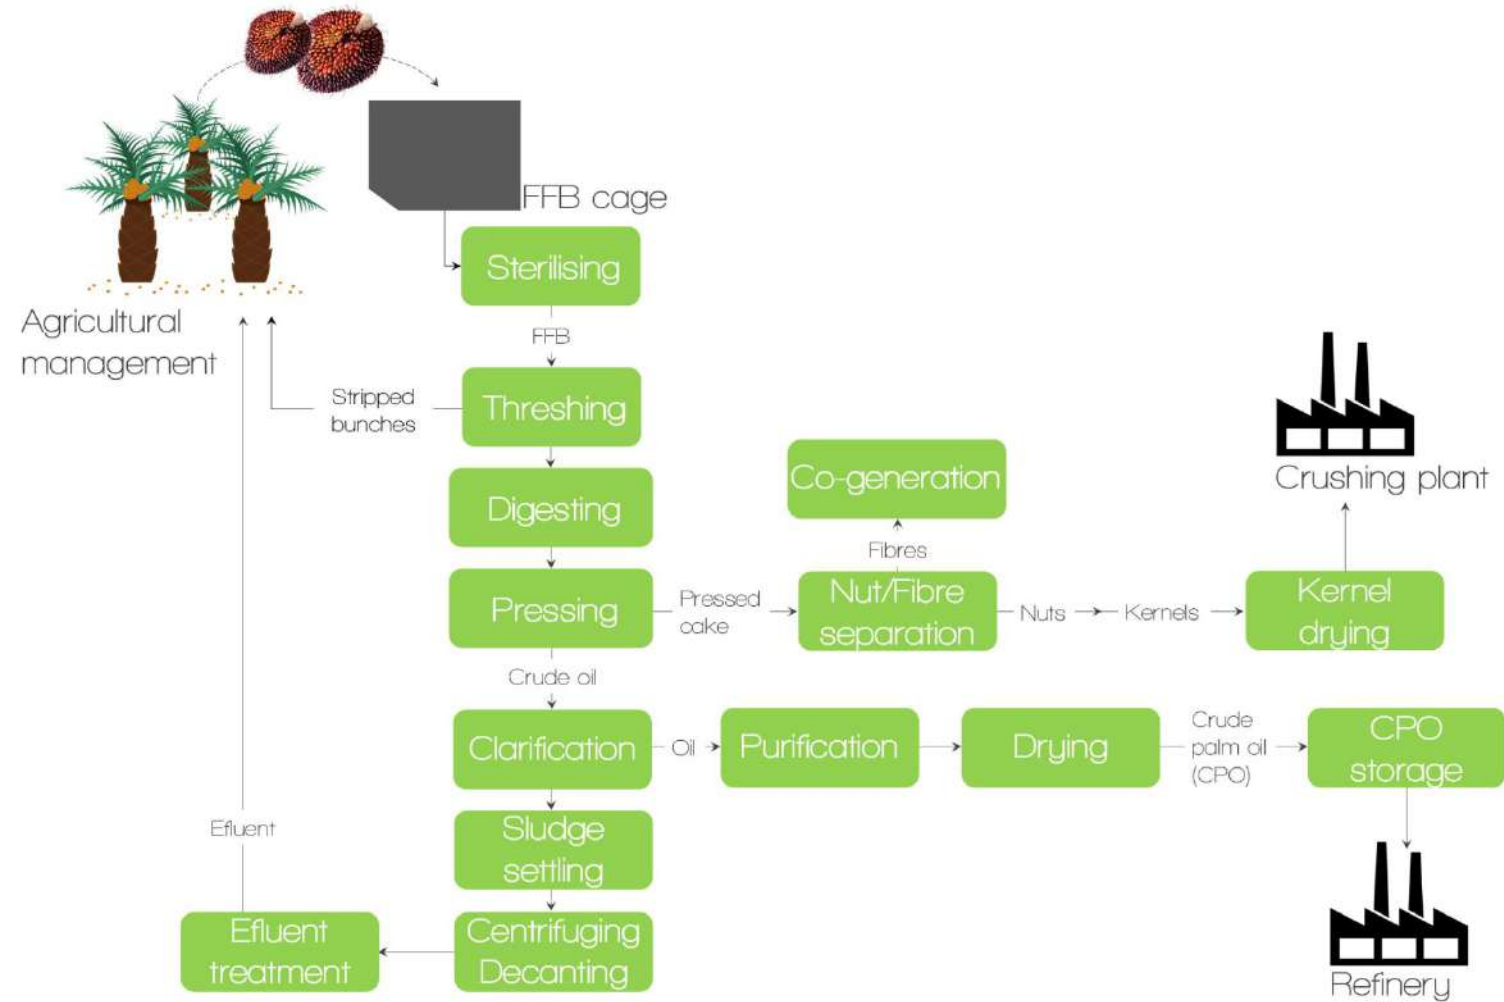 FFB cage
Sterilising
Agricultural
management
FFB
Stripped
bunches
Threshing
Digesting
Co-generation
Crushing plant
Fibres
Pressing
Pressed
cake
Nut/Fibre
separation
Nuts
Kernels
Kernel
drying
Crude oil
Clarification
Oil
Purification
Drying
Crude
palm oil
(CPO)
CPO
storage
Efluent
Sludge
settling
Efluent
treatment
Centrifuging
Decanting
Refinery